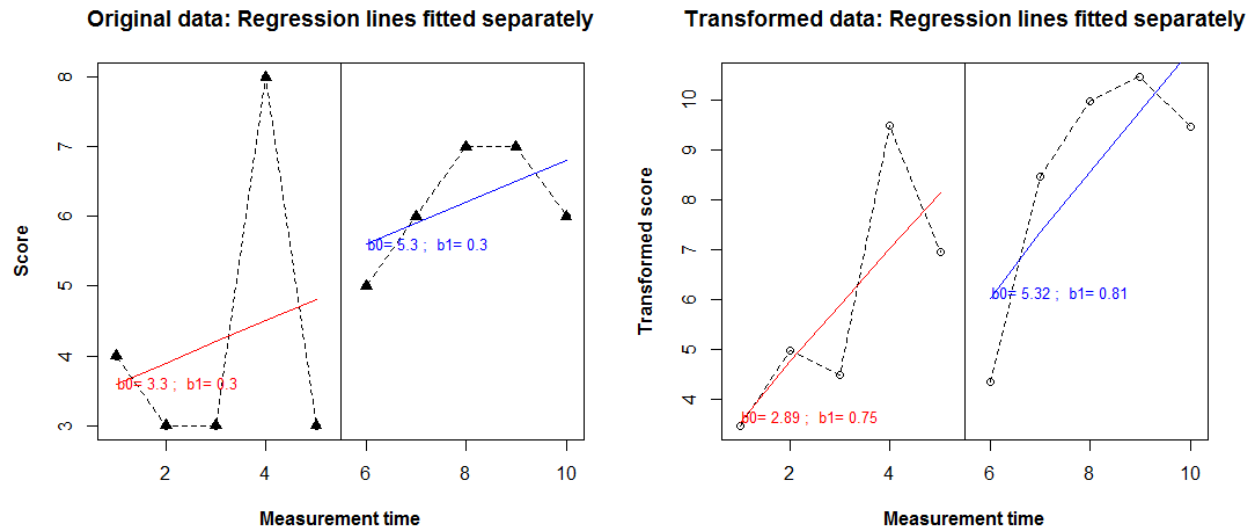 Original data: Regression lines fitted separately
Score
8
7
6
5
4
3
b0= 3.3 ;  b1= 0.3
b0= 5.3 ;  b1= 0.3
2
4
6
8
10
Measurement time
Transformed data: Regression lines fitted separately
Transformed score
10
9
8
7
6
5
4
b0= 2.89 ;  b1= 0.75
b0= 5.32 ;  b1= 0.81
2
4
6
8
10
Measurement time